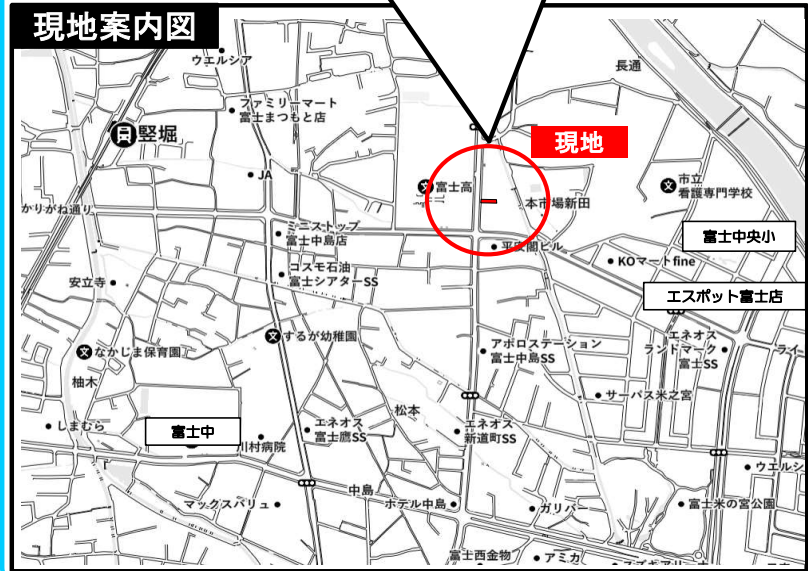 現地案内図
ウエルシア
長通
ファミリーマート
富士まつもと店
竪堀
現地
JA
富士高
市立
看護専門学校
本市場新田
かりがね通り
ミニストップ
富士中島店
富士中央小
平安閣ビル
KOマートfine
コスモ石油
富士シアターSS
安立寺
エスポット富士店
なかじま保育園
するが幼稚園
アポロステーション
富士中島SS
エネオス
ランドマーク
富士SS
ライ
柚木
サーパス米之宮
松本
しまむら
富士中
エネオス
富士鷹SS
エネオス
新道町SS
川村病院
ウエルシ
中島
マックスバリュ
ホテル中島
ガリバー
富士米の宮公園
富士西金物
アミカ